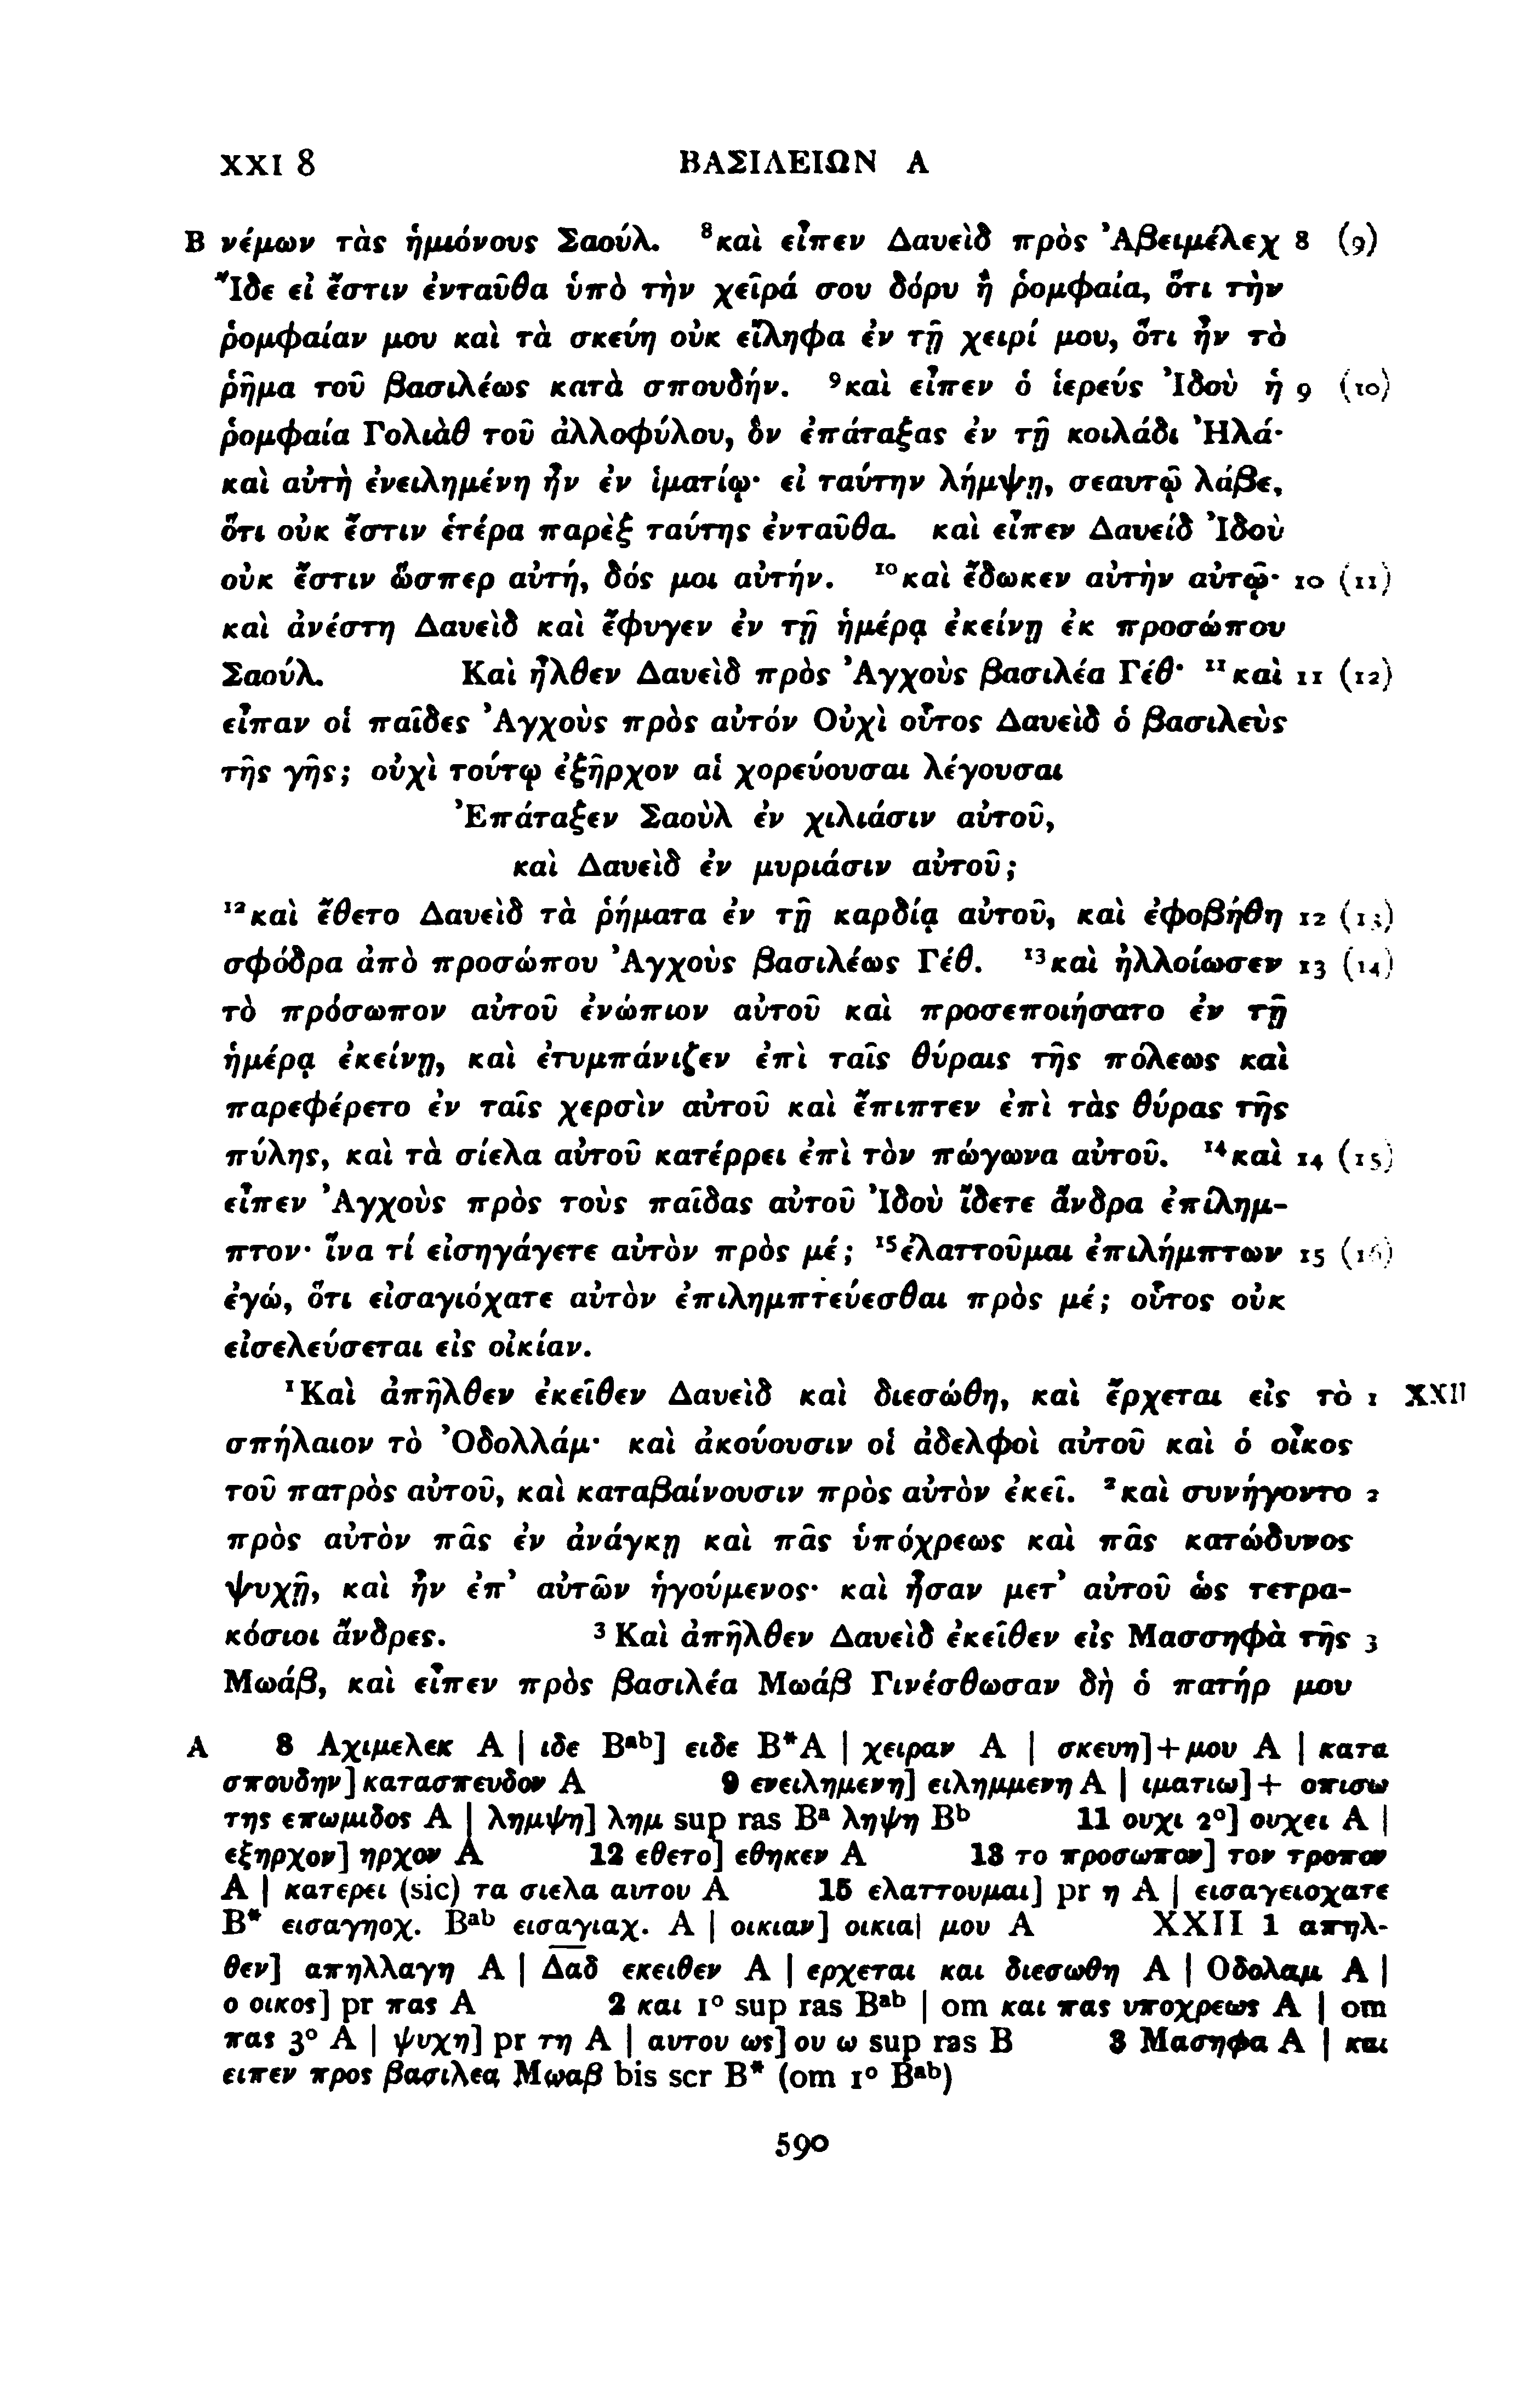 XXI 8 ΒΑΣΙΛΕΙΩΝ Α
B νέμων τὰς ἡμιόνους Σαούλ. ⁸καὶ εἶπεν Δαυεὶδ πρὸς Ἀβειμέλεχ 8 (9)
Ἴδε εἰ ἔστιν ἐνταῦθα ὑπὸ τὴν χεῖρά σου δόρυ ἢ ῥομφαία, ὅτι τὴν
ῥομφαίαν μου καὶ τὰ σκεύη οὐκ εἴληφα ἐν τῇ χειρί μου, ὅτι ἦν τὸ
ῥῆμα τοῦ βασιλέως κατὰ σπουδήν. ⁹καὶ εἶπεν ὁ ἱερεύς Ἰδοὺ ἡ 9 (10)
ῥομφαία Γολιὰθ τοῦ ἀλλοφύλου, ὃν ἐπάταξας ἐν τῇ κοιλάδι Ἠλά·
καὶ αὐτὴ ἐνειλημένη ἦν ἐν ἱματίῳ· εἰ ταύτην λήμψῃ, σεαυτῷ λάβε,
ὅτι οὐκ ἔστιν ἑτέρα παρὲξ ταύτης ἐνταῦθα. καὶ εἶπεν Δαυείδ Ἰδοὺ
οὐκ ἔστιν ὥσπερ αὐτή, δός μοι αὐτήν. ¹⁰καὶ ἔδωκεν αὐτὴν αὐτῷ· 10 (11)
καὶ ἀνέστη Δαυεὶδ καὶ ἔφυγεν ἐν τῇ ἡμέρᾳ ἐκείνῃ ἐκ προσώπου
Σαούλ. Καὶ ἦλθεν Δαυεὶδ πρὸς Ἀγχοὺς βασιλέα Γέθ· ¹¹καὶ 11 (12)
εἶπαν οἱ παῖδες Ἀγχοὺς πρὸς αὐτόν Οὐχὶ οὗτος Δαυεὶδ ὁ βασιλεὺς
τῆς γῆς; οὐχὶ τούτῳ ἐξῆρχον αἱ χορεύουσαι λέγουσαι
Ἐπάταξεν Σαοὺλ ἐν χιλιάσιν αὐτοῦ,
καὶ Δαυεὶδ ἐν μυριάσιν αὐτοῦ;
¹²καὶ ἔθετο Δαυεὶδ τὰ ῥήματα ἐν τῇ καρδίᾳ αὐτοῦ, καὶ ἐφοβήθη 12 (13)
σφόδρα ἀπὸ προσώπου Ἀγχοὺς βασιλέως Γέθ. ¹³καὶ ἠλλοίωσεν 13 (14)
τὸ πρόσωπον αὐτοῦ ἐνώπιον αὐτοῦ καὶ προσεποιήσατο ἐν τῇ
ἡμέρᾳ ἐκείνῃ, καὶ ἐτυμπάνιζεν ἐπὶ ταῖς θύραις τῆς πόλεως καὶ
παρεφέρετο ἐν ταῖς χερσὶν αὐτοῦ καὶ ἔπιπτεν ἐπὶ τὰς θύρας τῆς
πύλης, καὶ τὰ σίελα αὐτοῦ κατέρρει ἐπὶ τὸν πώγωνα αὐτοῦ. ¹⁴καὶ 14 (15)
εἶπεν Ἀγχοὺς πρὸς τοὺς παῖδας αὐτοῦ Ἰδοὺ ἴδετε ἄνδρα ἐπίλημ-
πτον· ἵνα τί εἰσηγάγετε αὐτὸν πρὸς μέ; ¹⁵ἐλαττοῦμαι ἐπιλήμπτων 15 (16)
ἐγώ, ὅτι εἰσαγιόχατε αὐτὸν ἐπιλημπτεύεσθαι πρὸς μέ; οὗτος οὐκ
εἰσελεύσεται εἰς οἰκίαν.
¹Καὶ ἀπῆλθεν ἐκεῖθεν Δαυεὶδ καὶ διεσώθη, καὶ ἔρχεται εἰς τὸ 1 XXII
σπήλαιον τὸ Ὀδολλάμ· καὶ ἀκούουσιν οἱ ἀδελφοὶ αὐτοῦ καὶ ὁ οἶκος
τοῦ πατρὸς αὐτοῦ, καὶ καταβαίνουσιν πρὸς αὐτὸν ἐκεῖ. ²καὶ συνήγοντο 2
πρὸς αὐτὸν πᾶς ἐν ἀνάγκῃ καὶ πᾶς ὑπόχρεως καὶ πᾶς κατώδυνος
ψυχῇ, καὶ ἦν ἐπ᾽ αὐτῶν ἡγούμενος· καὶ ἦσαν μετ᾽ αὐτοῦ ὡς τετρα-
κόσιοι ἄνδρες. ³Καὶ ἀπῆλθεν Δαυεὶδ ἐκεῖθεν εἰς Μασσηφὰ τῆς 3
Μωάβ, καὶ εἶπεν πρὸς βασιλέα Μωάβ Γινέσθωσαν δὴ ὁ πατήρ μου
A 8 Αχιμελεκ A | ιδε Bᵃᵇ] ειδε B*A | χειραν A | σκευη]+μου A | κατα
σπουδην] κατασπευδον A 9 ενειλημενη] ειλημμενη A | ιματιω]+ οπισω
της επωμιδος A | λημψη] λημ sup ras Bᵃ ληψη Bᵇ 11 ουχι 2°] ουχει A |
εξηρχον] ηρχον A 12 εθετο] εθηκεν A 13 το προσωπον] τον τροπον
A | κατερει (sic) τα σιελα αυτου A 15 ελαττουμαι] pr η A | εισαγειοχατε
B* εισαγηοχ. Bᵃᵇ εισαγιαχ. A | οικιαν] οικια| μου A XXII 1 απηλ-
θεν] απηλλαγη A | Δ̅α̅δ̅ εκειθεν A | ερχεται και διεσωθη A | Οδολαμ A |
ο οικος] pr πας A 2 και 1° sup ras Bᵃᵇ | om και πας υποχρεως A | om
πας 3° A | ψυχη] pr τη A | αυτου ως] ου ω sup ras B 3 Μασηφα A | και
ειπεν προς βασιλεα Μωαβ bis scr B* (om 1° Bᵃᵇ)
590